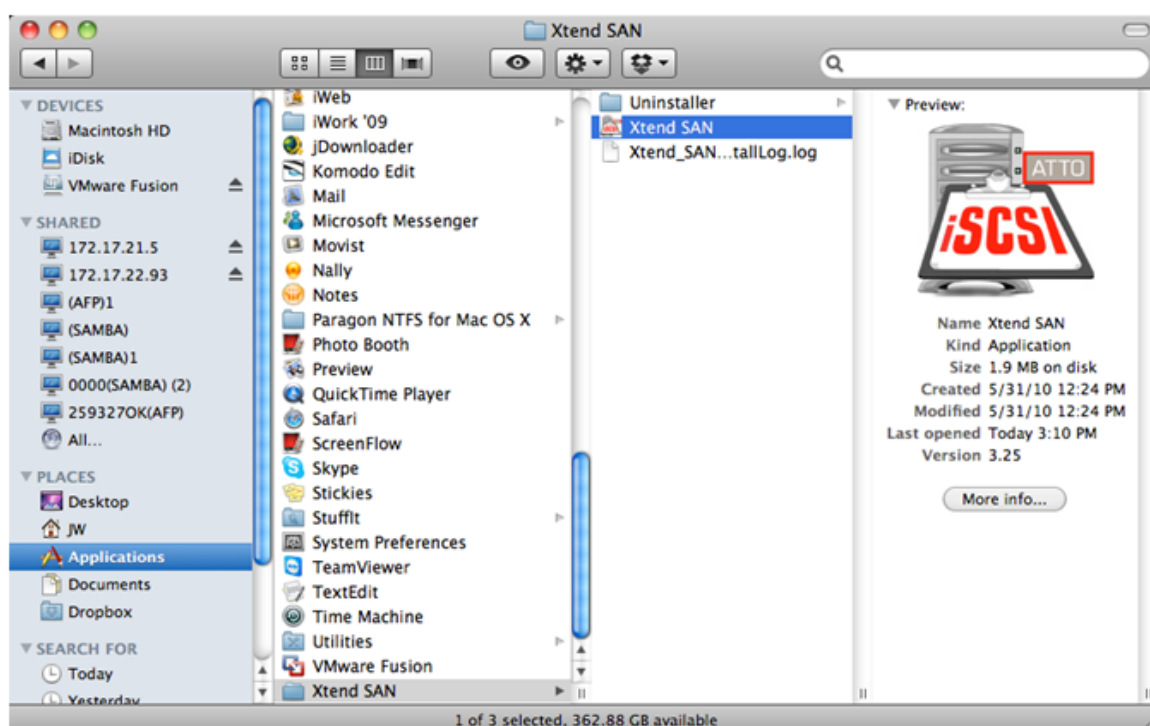 Xtend SAN
DEVICES
Macintosh HD
iDisk
VMware Fusion
SHARED
172.17.21.5
172.17.22.93
(AFP)1
(SAMBA)
(SAMBA)1
0000(SAMBA) (2)
259327OK(AFP)
All...
PLACES
Desktop
JW
Applications
Documents
Dropbox
SEARCH FOR
Today
Yesterday
iWeb
iWork '09
jDownloader
Komodo Edit
Mail
Microsoft Messenger
Movist
Nally
Notes
Paragon NTFS for Mac OS X
Photo Booth
Preview
QuickTime Player
Safari
ScreenFlow
Skype
Stickies
StuffIt
System Preferences
TeamViewer
TextEdit
Time Machine
Utilities
VMware Fusion
Xtend SAN
Uninstaller
Xtend SAN
Xtend_SAN...tallLog.log
Preview:
ATTO
iSCSI
Name Xtend SAN
Kind Application
Size 1.9 MB on disk
Created 5/31/10 12:24 PM
Modified 5/31/10 12:24 PM
Last opened Today 3:10 PM
Version 3.25
More info...
1 of 3 selected, 362.88 GB available